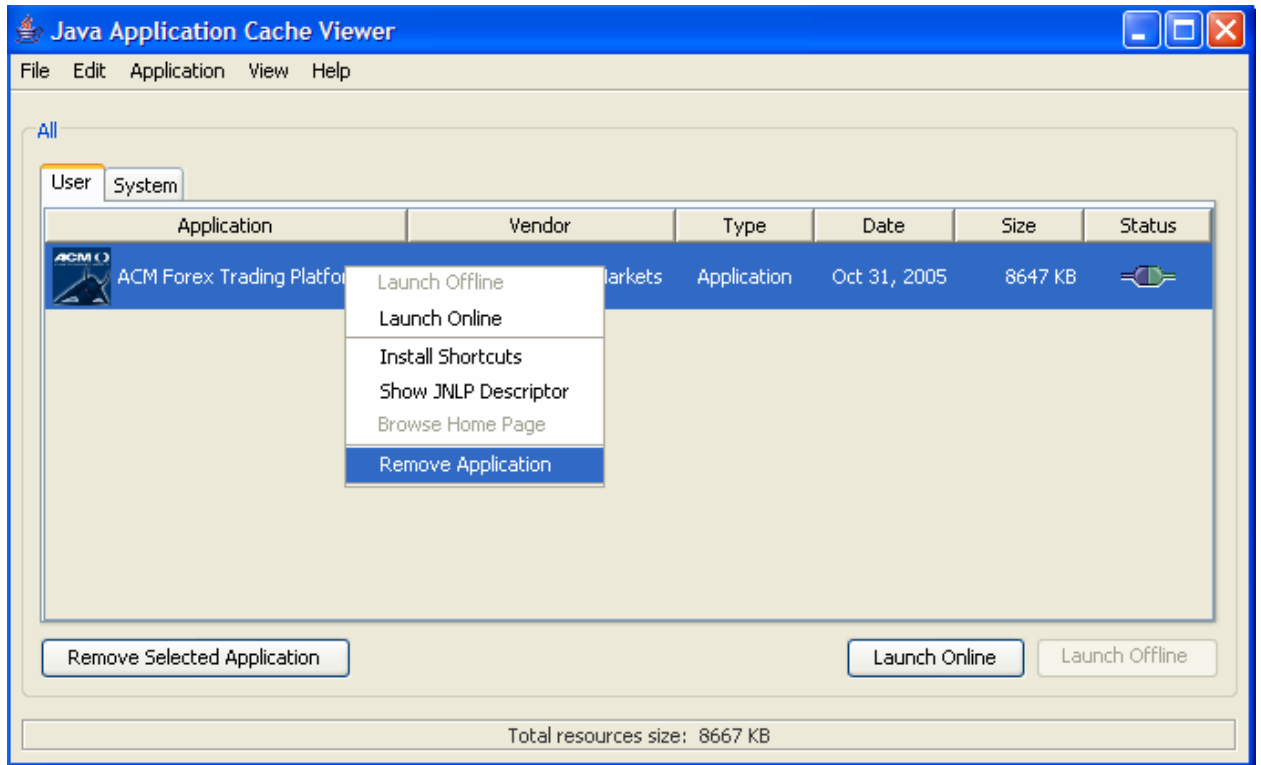 Java Application Cache Viewer
File Edit Application View Help
All
User System
Application Vendor Type Date Size Status
ACM ACM Forex Trading Markets Application Oct 31, 2005 8647 KB
Launch Offline
Launch Online
Install Shortcuts
Show JNLP Descriptor
Browse Home Page
Remove Application
Remove Selected Application Launch Online Launch Offline
Total resources size: 8667 KB